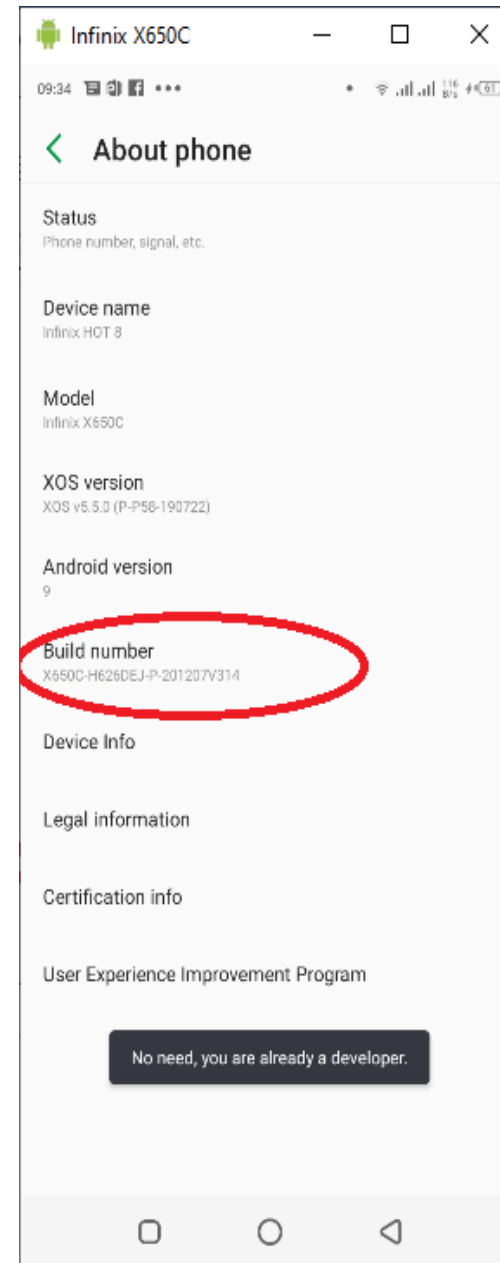 Infinix X650C
09:34
116
B/s
61
About phone
Status
Phone number, signal, etc.
Device name
Infinix HOT 8
Model
Infinix X650C
XOS version
XOS v5.5.0 (P-P58-190722)
Android version
9
Build number
X650C-H626DEJ-P-201207V314
Device Info
Legal information
Certification info
User Experience Improvement Program
No need, you are already a developer.